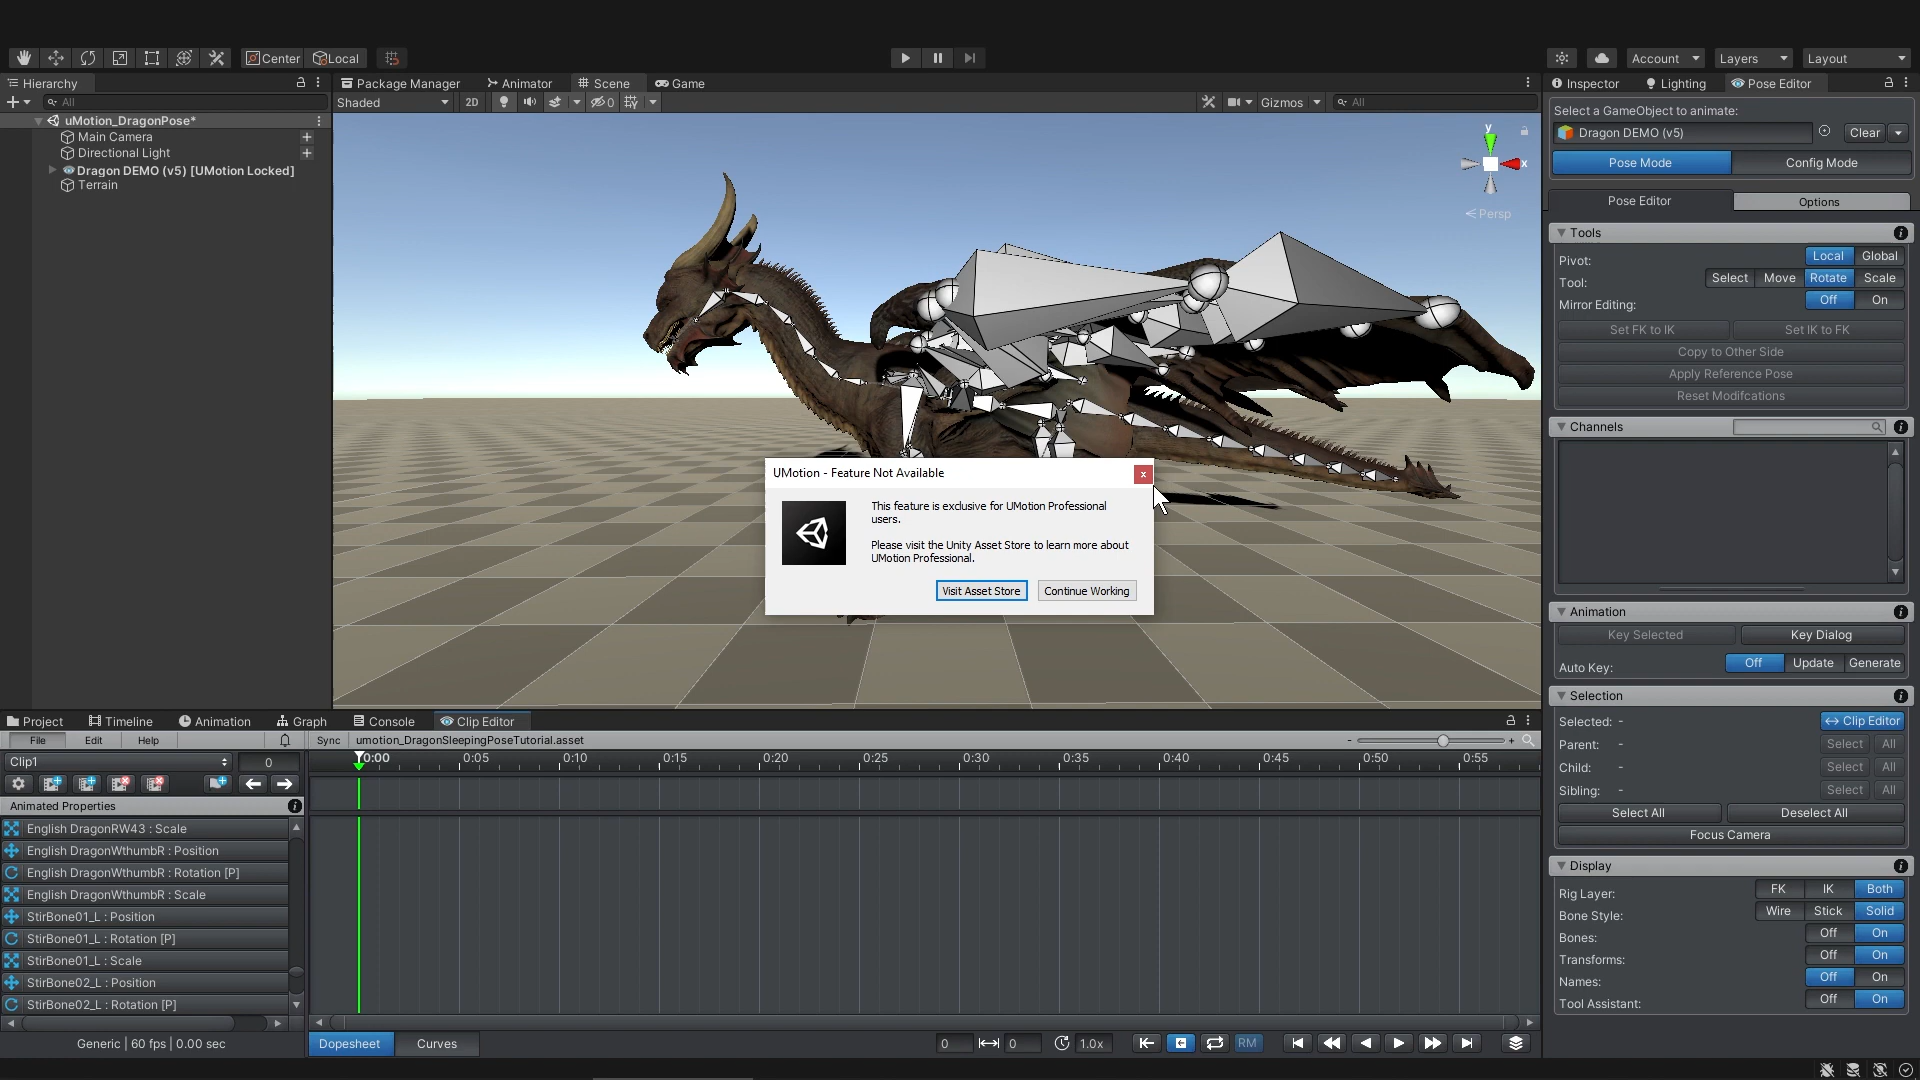 Center
Local
Account
Layers
Layout
Hierarchy
Package Manager
Animator
Scene
Game
Inspector
Lighting
Pose Editor
All
Shaded
2D
0
Gizmos
All
uMotion_DragonPose*
Main Camera
Directional Light
Dragon DEMO (v5) [UMotion Locked]
Terrain
y
x
Persp
Select a GameObject to animate:
Dragon DEMO (v5)
Clear
Pose Mode
Config Mode
Pose Editor
Options
Tools
Pivot:
Local
Global
Tool:
Select
Move
Rotate
Scale
Mirror Editing:
Off
On
Set FK to IK
Set IK to FK
Copy to Other Side
Apply Reference Pose
Reset Modifcations
Channels
UMotion - Feature Not Available
x
This feature is exclusive for UMotion Professional
users.
Please visit the Unity Asset Store to learn more about
UMotion Professional.
Visit Asset Store
Continue Working
Animation
Key Selected
Key Dialog
Auto Key:
Off
Update
Generate
Selection
Selected: -
Clip Editor
Parent: -
Select
All
Child: -
Select
All
Sibling: -
Select
All
Select All
Deselect All
Focus Camera
Display
Rig Layer:
FK
IK
Both
Bone Style:
Wire
Stick
Solid
Bones:
Off
On
Transforms:
Off
On
Names:
Off
On
Tool Assistant:
Off
On
Project
Timeline
Animation
Graph
Console
Clip Editor
File
Edit
Help
Sync
umotion_DragonSleepingPoseTutorial.asset
- +
Clip1
0
0:00
0:05
0:10
0:15
0:20
0:25
0:30
0:35
0:40
0:45
0:50
0:55
Animated Properties
English DragonRW43 : Scale
English DragonWthumbR : Position
English DragonWthumbR : Rotation [P]
English DragonWthumbR : Scale
StirBone01_L : Position
StirBone01_L : Rotation [P]
StirBone01_L : Scale
StirBone02_L : Position
StirBone02_L : Rotation [P]
Generic | 60 fps | 0.00 sec
Dopesheet
Curves
0
0
1.0x
RM